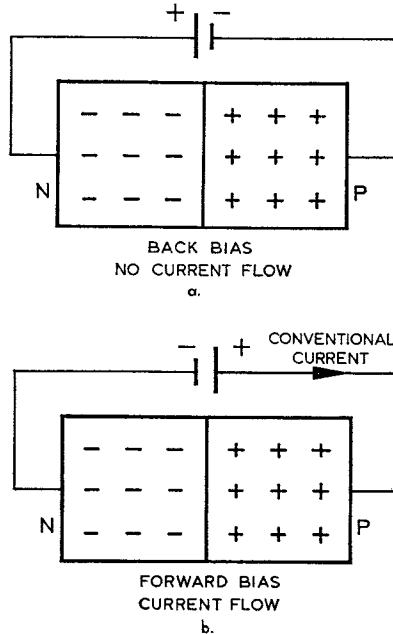 + −
− − − + + +
− − − + + +
N − − − + + + P
BACK BIAS
NO CURRENT FLOW
a.
− + CONVENTIONAL
CURRENT
− − − + + +
− − − + + +
N − − − + + + P
FORWARD BIAS
CURRENT FLOW
b.